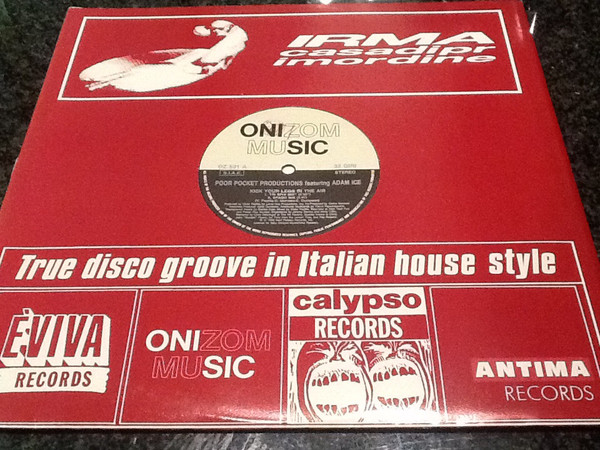 IRMA
casadipr
imordine
ONIZOM
MUSIC
STEREO
POOR POCKET PRODUCTIONS featuring ADAM ICE
KICK YOUR LEGS IN THE AIR
True disco groove in Italian house style
ÈVIVA
RECORDS
ONIZOM
MUSIC
calypso
RECORDS
ANTIMA
RECORDS